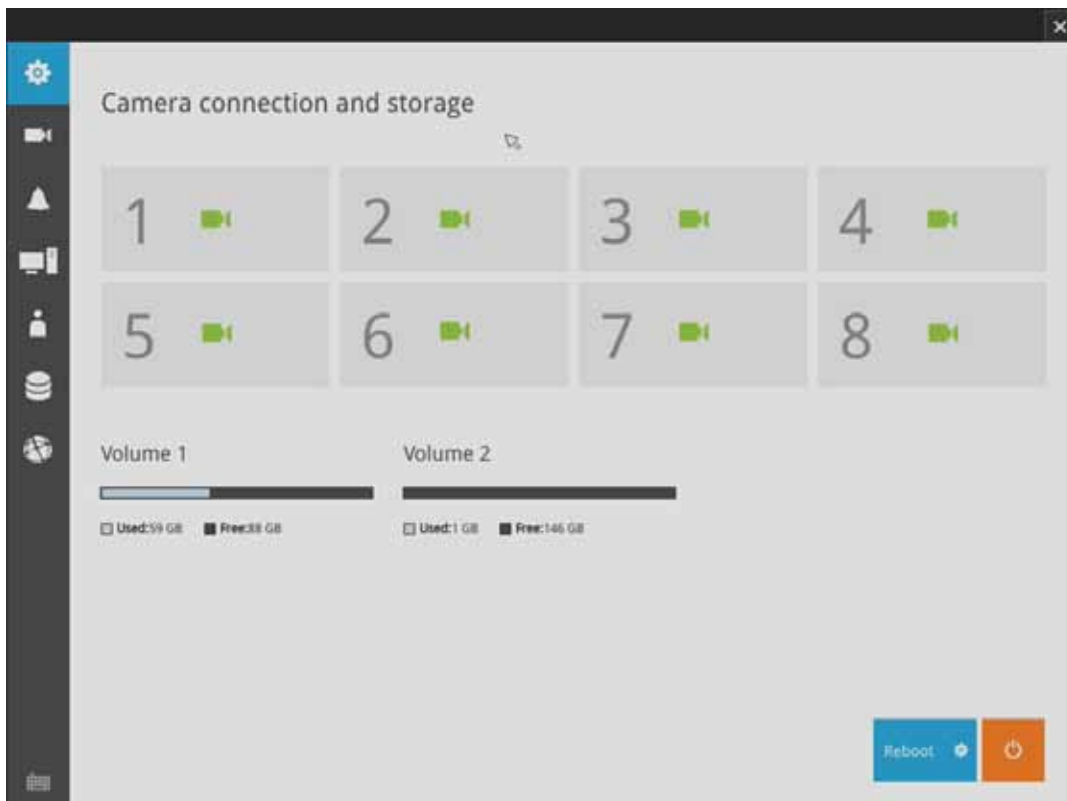 Camera connection and storage
1 2 3 4
5 6 7 8
Volume 1 Volume 2
Used:59 GB Free:88 GB Used:1 GB Free:146 GB
Reboot